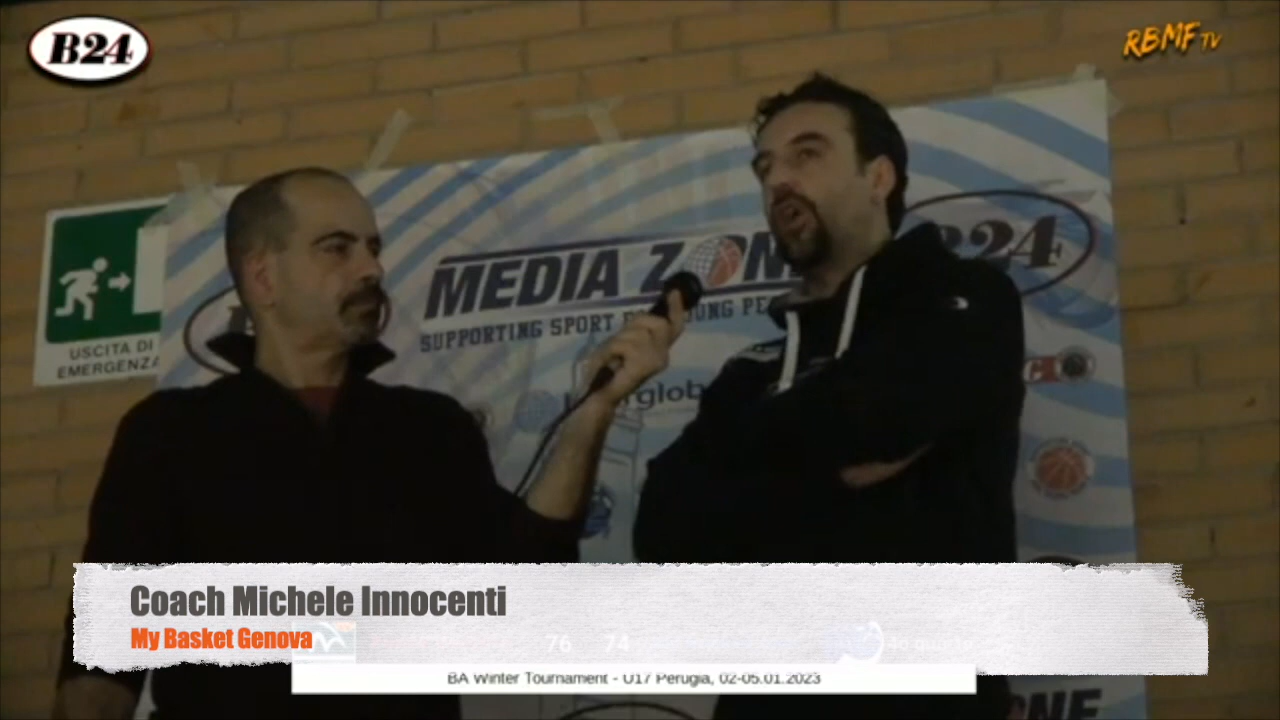 B24
RBMF TV
MEDIA Z
SUPPORTING SPORT
B24
USCITA DI
EMERGENZA
Coach Michele Innocenti
My Basket Genova
76 74
BA Winter Tournament - U17 Perugia, 02-05.01.2023